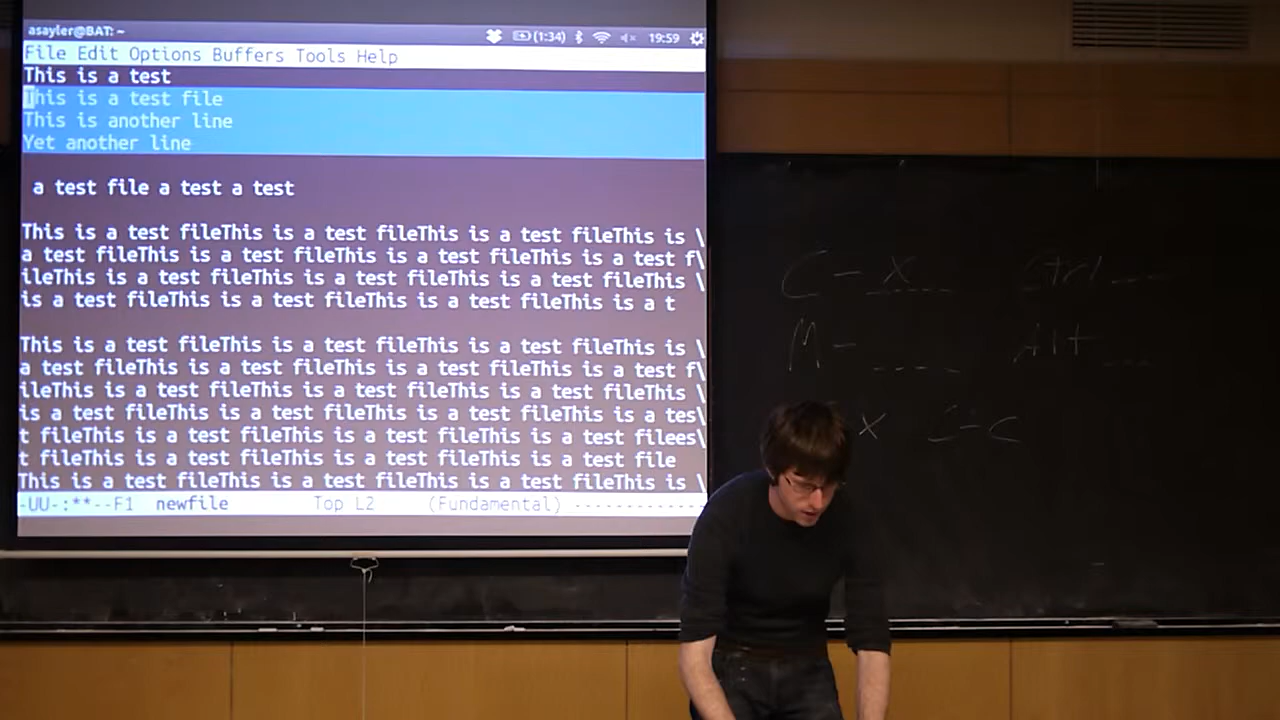 asayler@BAT: ~ (1:34) 19:59
File Edit Options Buffers Tools Help
This is a test
This is a test file
This is another line
Yet another line
a test file a test a test
This is a test fileThis is a test fileThis is a test fileThis is \
a test fileThis is a test fileThis is a test fileThis is a test f\
ileThis is a test fileThis is a test fileThis is a test fileThis \
is a test fileThis is a test fileThis is a test fileThis is a t
This is a test fileThis is a test fileThis is a test fileThis is \
a test fileThis is a test fileThis is a test fileThis is a test f\
ileThis is a test fileThis is a test fileThis is a test fileThis \
is a test fileThis is a test fileThis is a test fileThis is a tes\
t fileThis is a test fileThis is a test fileThis is a test filees\
t fileThis is a test fileThis is a test fileThis is a test file
This is a test fileThis is a test fileThis is a test fileThis is \
-UU-:**--F1 newfile Top L2 (Fundamental) -----------
C - x Ctrl
M - Alt
x C-c